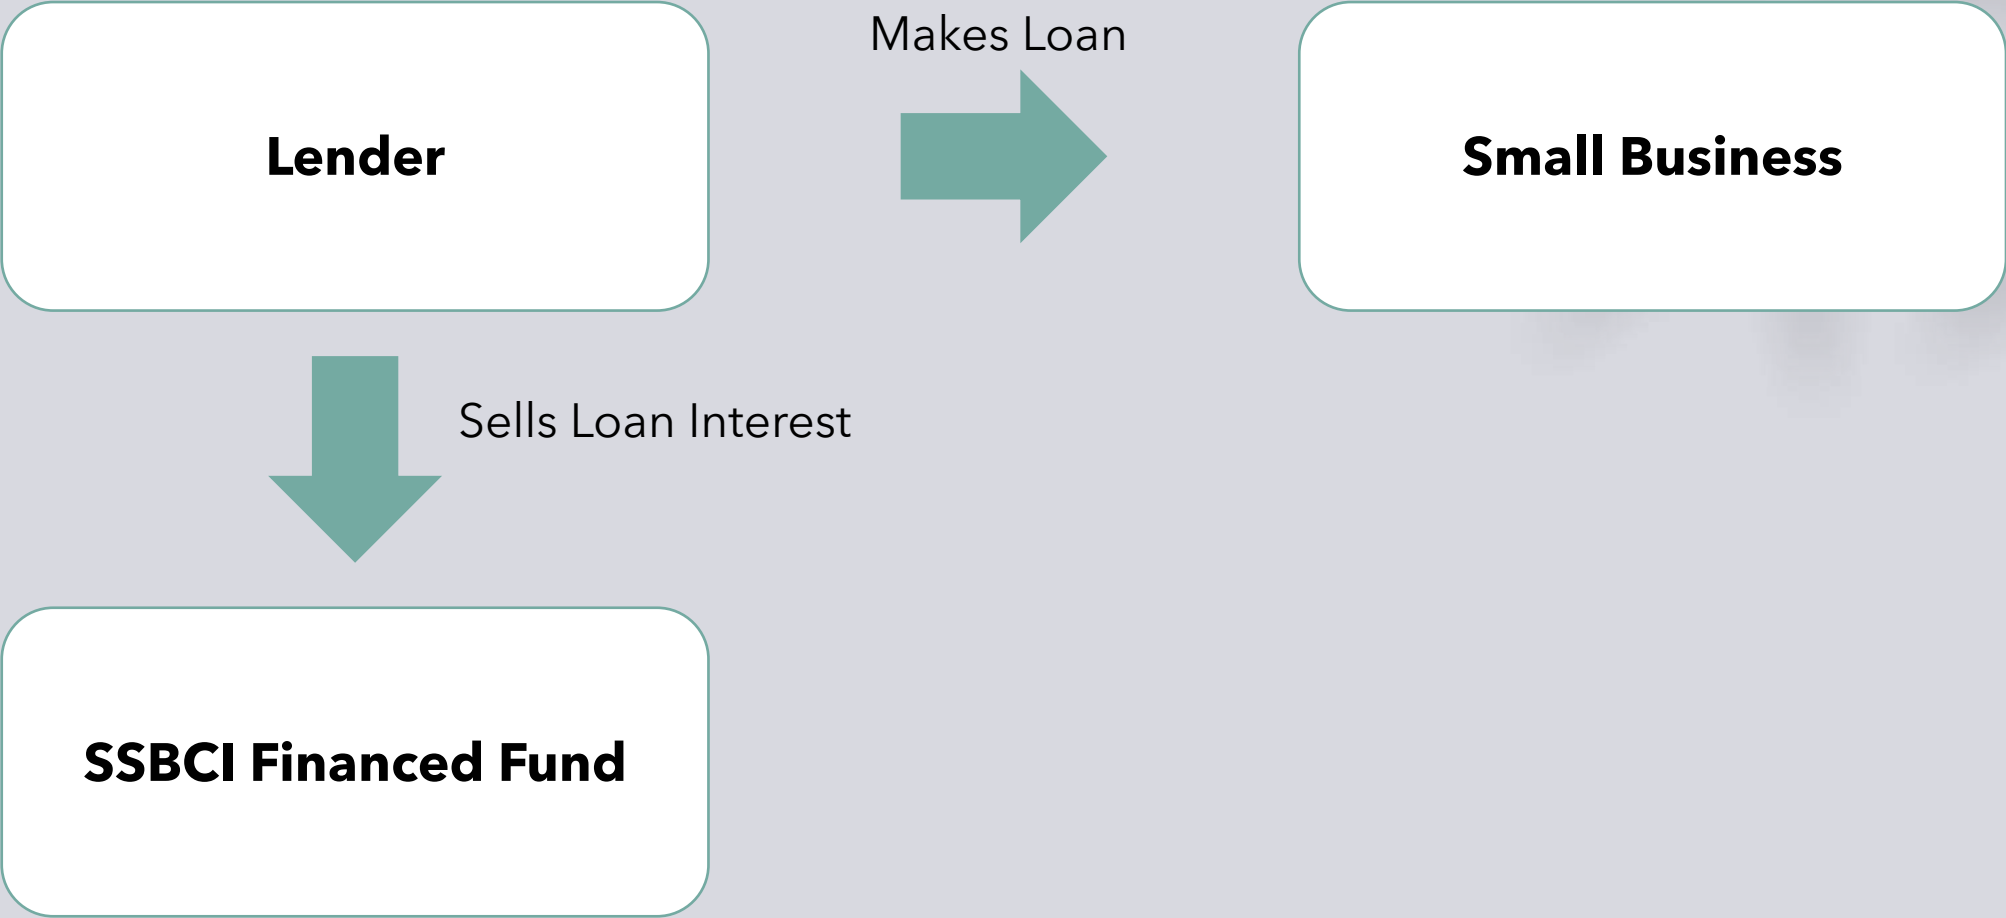 Makes Loan
Lender
Small Business
Sells Loan Interest
SSBCI Financed Fund